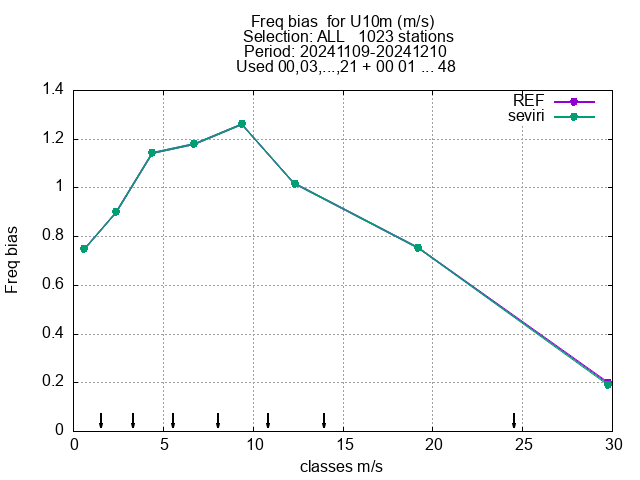 Freq bias  for U10m (m/s)
Selection: ALL   1023 stations
Period: 20241109-20241210
Used 00,03,...,21 + 00 01 ... 48
REF
seviri
1.4
1.2
1
0.8
0.6
0.4
0.2
0
Freq bias
0 5 10 15 20 25 30
classes m/s